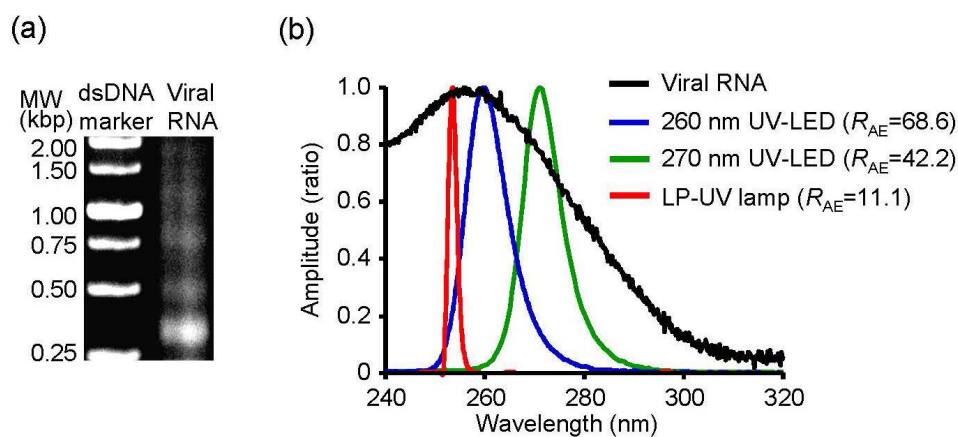 (a)
MW
(kbp)
dsDNA
marker
Viral
RNA
2.00
1.50
1.00
0.75
0.50
0.25
(b)
Amplitude (ratio)
1.0
0.8
0.6
0.4
0.2
0
240
260
280
300
320
Wavelength (nm)
Viral RNA
260 nm UV-LED (RAE=68.6)
270 nm UV-LED (RAE=42.2)
LP-UV lamp (RAE=11.1)